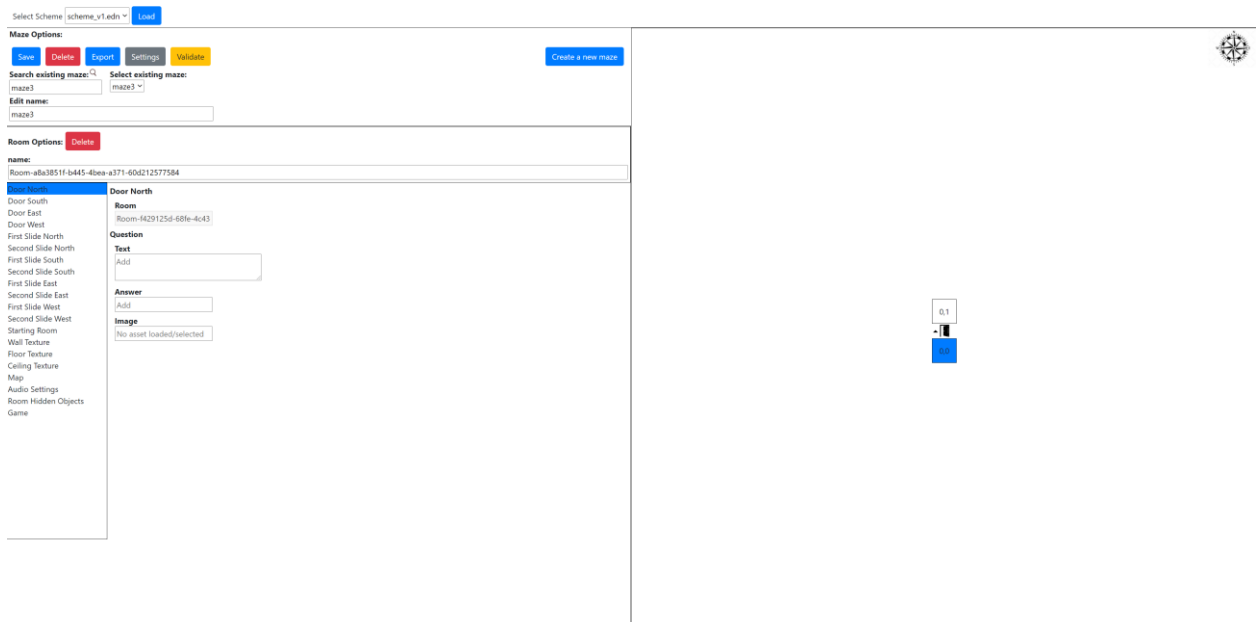 Select Scheme scheme_v1.edn Load
Maze Options:
Save Delete Export Settings Validate Create a new maze
Search existing maze: Select existing maze:
maze3 maze3
Edit name:
maze3
Room Options: Delete
name:
Room-a8a3851f-b445-4bea-a371-60d212577584
Door North
Door South
Door East
Door West
First Slide North
Second Slide North
First Slide South
Second Slide South
First Slide East
Second Slide East
First Slide West
Second Slide West
Starting Room
Wall Texture
Floor Texture
Ceiling Texture
Map
Audio Settings
Room Hidden Objects
Game
Door North
Room
Room-f429125d-68fe-4c43
Question
Text
Add
Answer
Add
Image
No asset loaded/selected
0,1
0,0